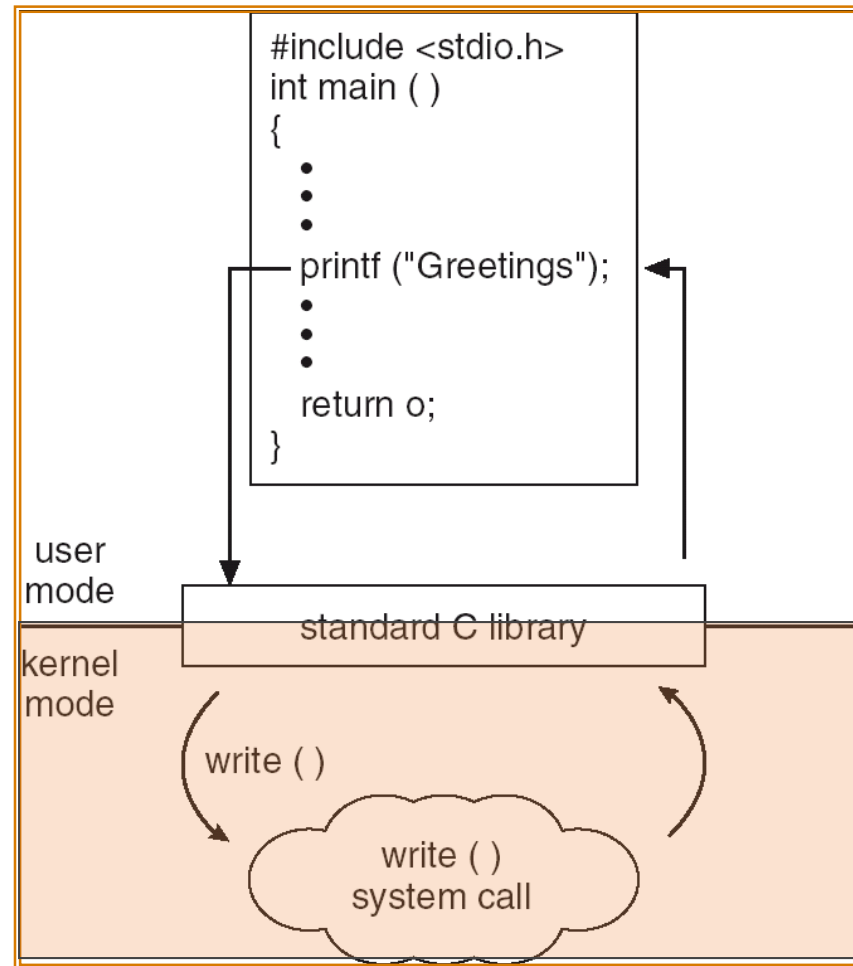 #include <stdio.h>
int main ( )
{
•
•
•
printf ("Greetings");
•
•
•
return o;
}
user
mode
standard C library
kernel
mode
write ( )
write ( )
system call